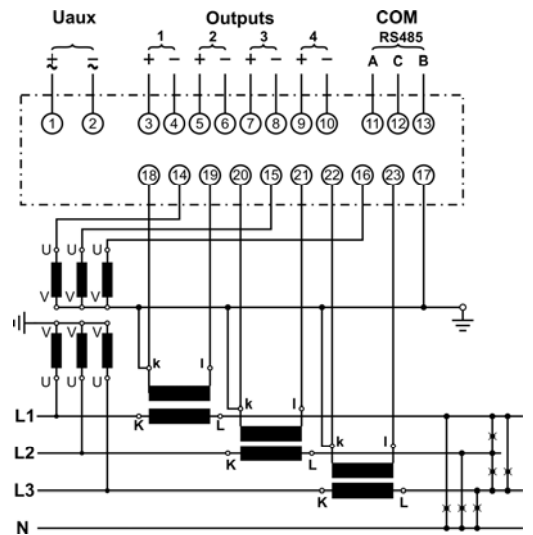 Uaux Outputs COM
1 2 3 4 RS485
+ − + − + − + − A C B
1 2 3 4 5 6 7 8 9 10 11 12 13
18 14 19 20 15 21 22 16 23 17
U U U
V V V
V V V
U U U
k l
L1 K L k l
L2 K L k l
L3 K L
N